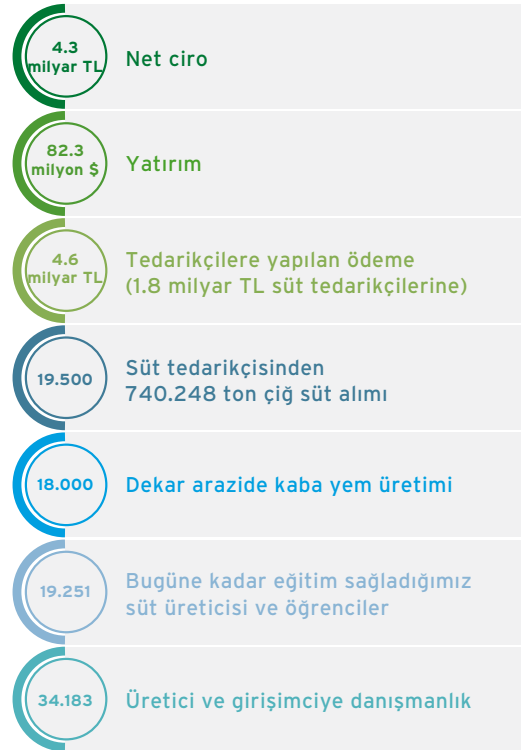 4.3
milyar TL
Net ciro
82.3
milyon $
Yatırım
4.6
milyar TL
Tedarikçilere yapılan ödeme
(1.8 milyar TL süt tedarikçilerine)
19.500
Süt tedarikçisinden
740.248 ton çiğ süt alımı
18.000
Dekar arazide kaba yem üretimi
19.251
Bugüne kadar eğitim sağladığımız
süt üreticisi ve öğrenciler
34.183
Üretici ve girişimciye danışmanlık